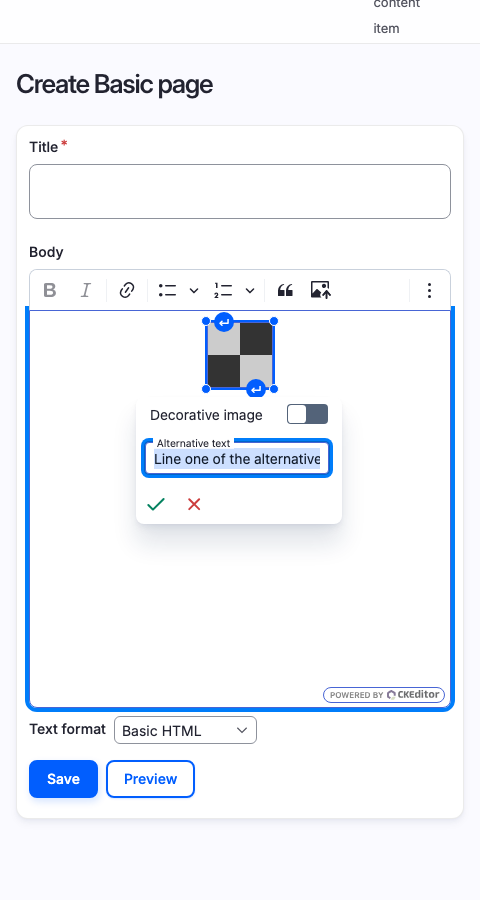 content
item
Create Basic page
Title *
Body
B I
Decorative image
Alternative text
Line one of the alternative
POWERED BY CKEditor
Text format Basic HTML
Save Preview